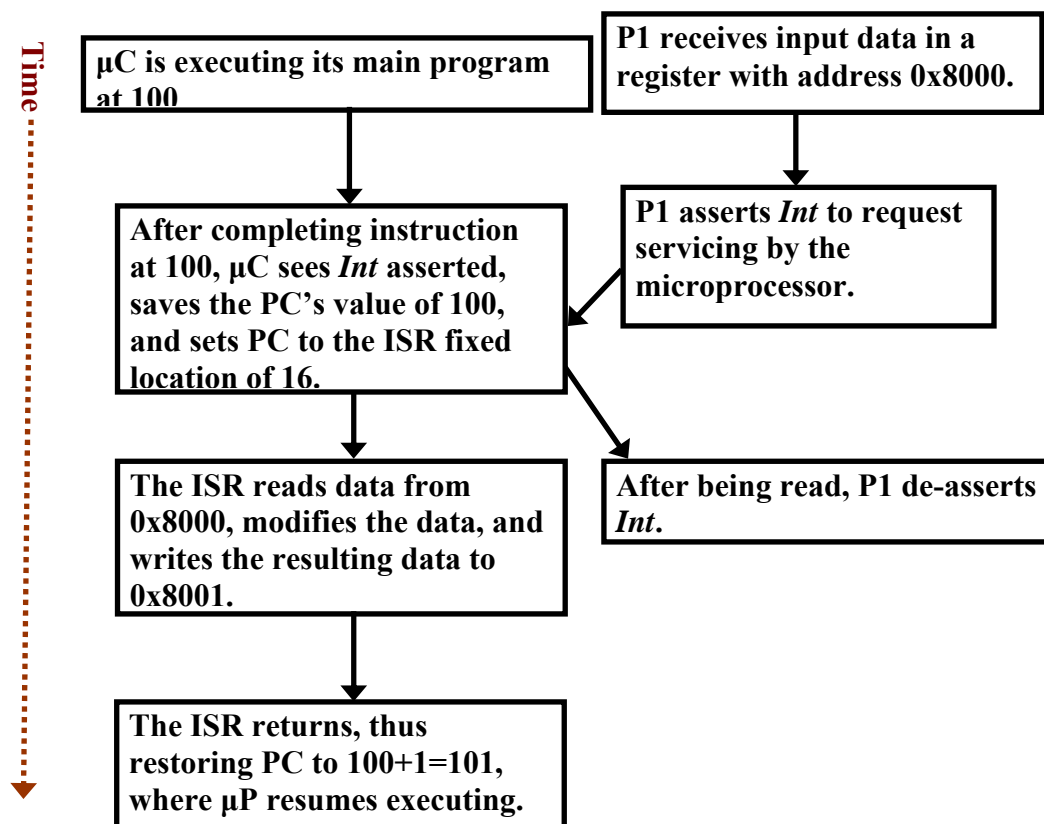 Time
μC is executing its main program
at 100
P1 receives input data in a
register with address 0x8000.
After completing instruction
at 100, μC sees Int asserted,
saves the PC’s value of 100,
and sets PC to the ISR fixed
location of 16.
P1 asserts Int to request
servicing by the
microprocessor.
The ISR reads data from
0x8000, modifies the data, and
writes the resulting data to
0x8001.
After being read, P1 de-asserts
Int.
The ISR returns, thus
restoring PC to 100+1=101,
where μP resumes executing.